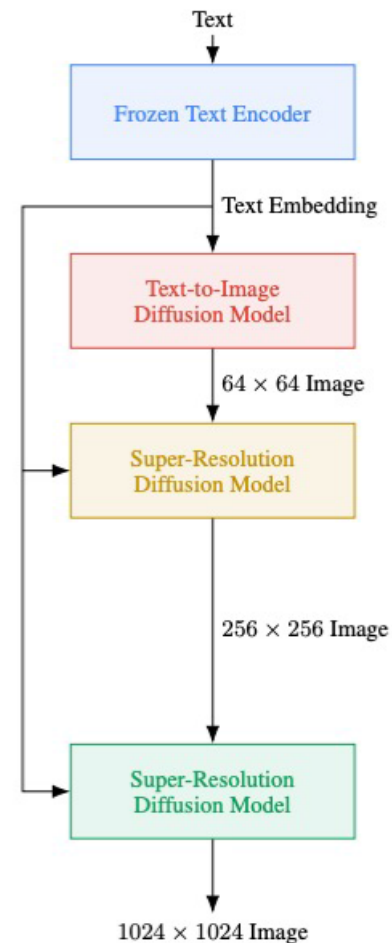 Text
Frozen Text Encoder
Text Embedding
Text-to-Image
Diffusion Model
64 × 64 Image
Super-Resolution
Diffusion Model
256 × 256 Image
Super-Resolution
Diffusion Model
1024 × 1024 Image